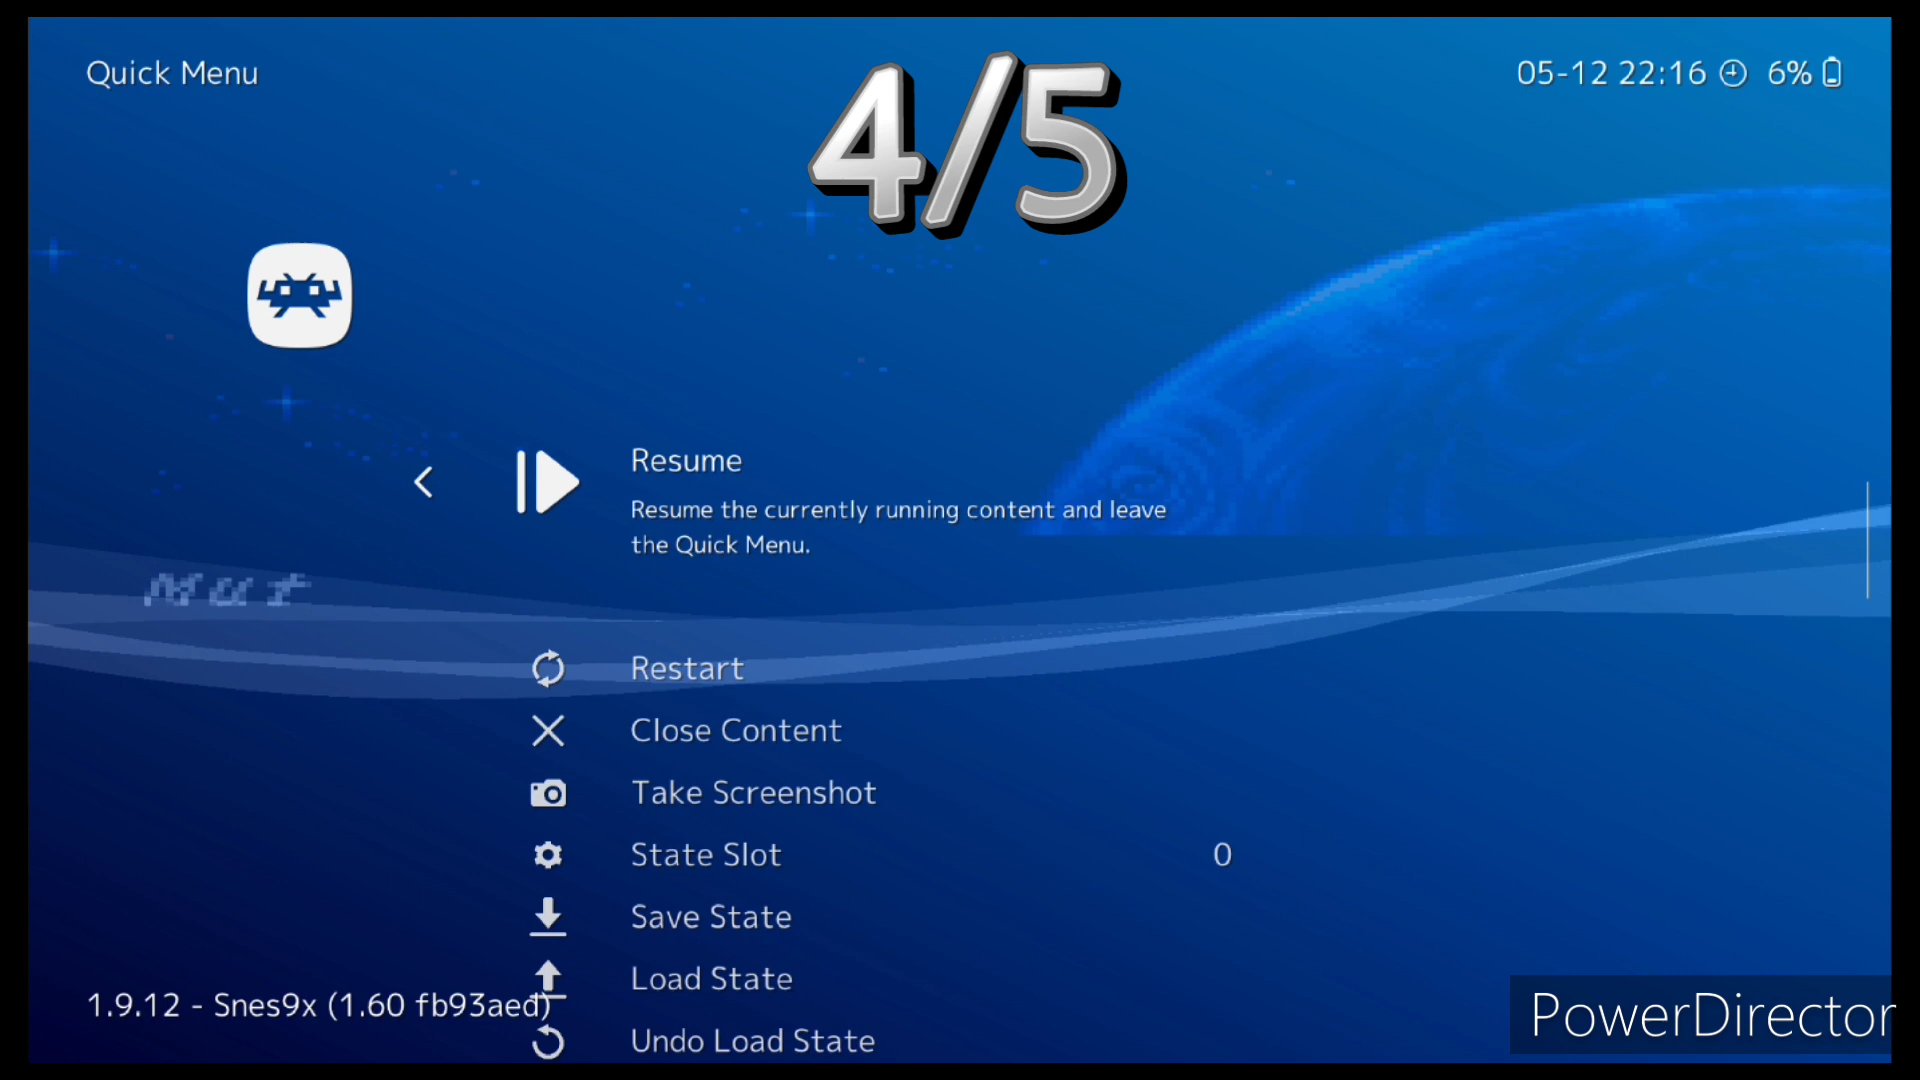 Quick Menu
4/5
05-12 22:16 6%
Resume
Resume the currently running content and leave
the Quick Menu.
Restart
Close Content
Take Screenshot
State Slot 0
Save State
Load State
1.9.12 - Snes9x (1.60 fb93aed)
Undo Load State
PowerDirector